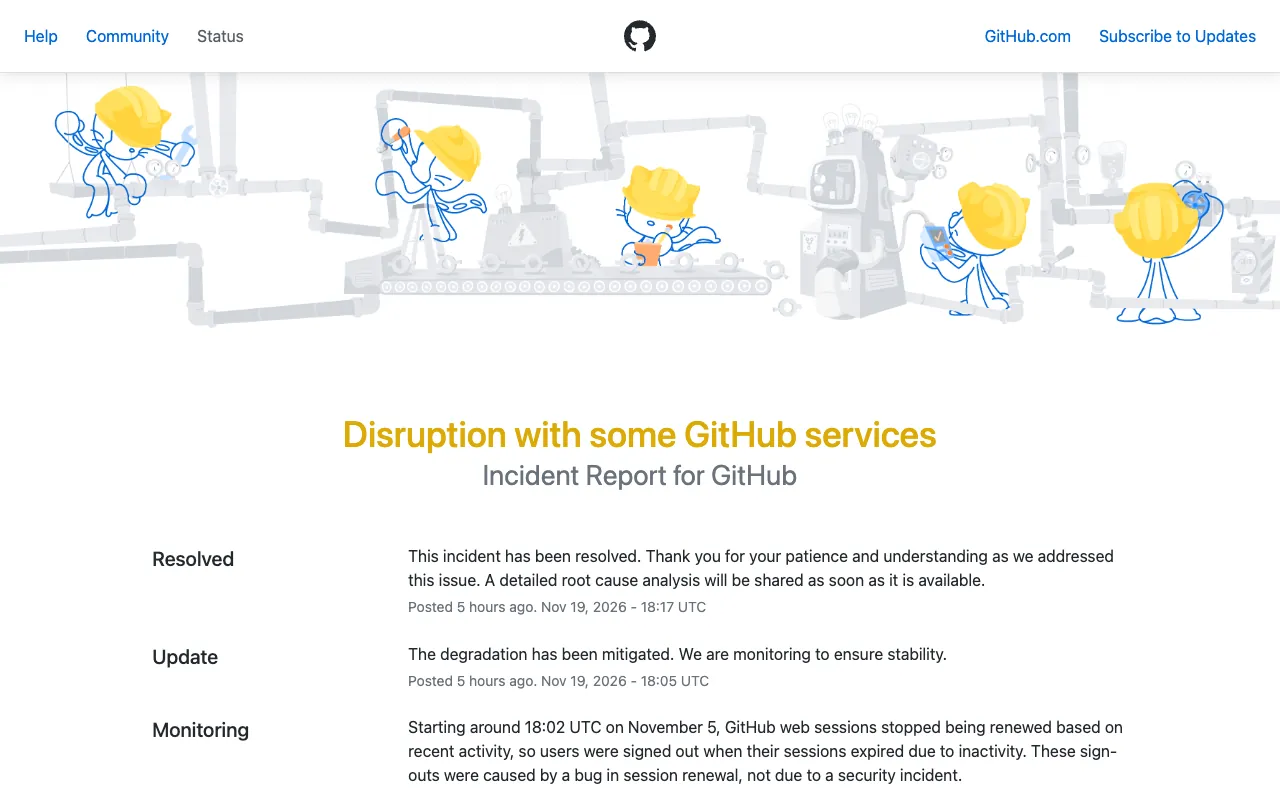 Help Community Status GitHub.com Subscribe to Updates
Disruption with some GitHub services
Incident Report for GitHub
Resolved
This incident has been resolved. Thank you for your patience and understanding as we addressed
this issue. A detailed root cause analysis will be shared as soon as it is available.
Posted 5 hours ago. Nov 19, 2026 - 18:17 UTC
Update
The degradation has been mitigated. We are monitoring to ensure stability.
Posted 5 hours ago. Nov 19, 2026 - 18:05 UTC
Monitoring
Starting around 18:02 UTC on November 5, GitHub web sessions stopped being renewed based on
recent activity, so users were signed out when their sessions expired due to inactivity. These sign-
outs were caused by a bug in session renewal, not due to a security incident.